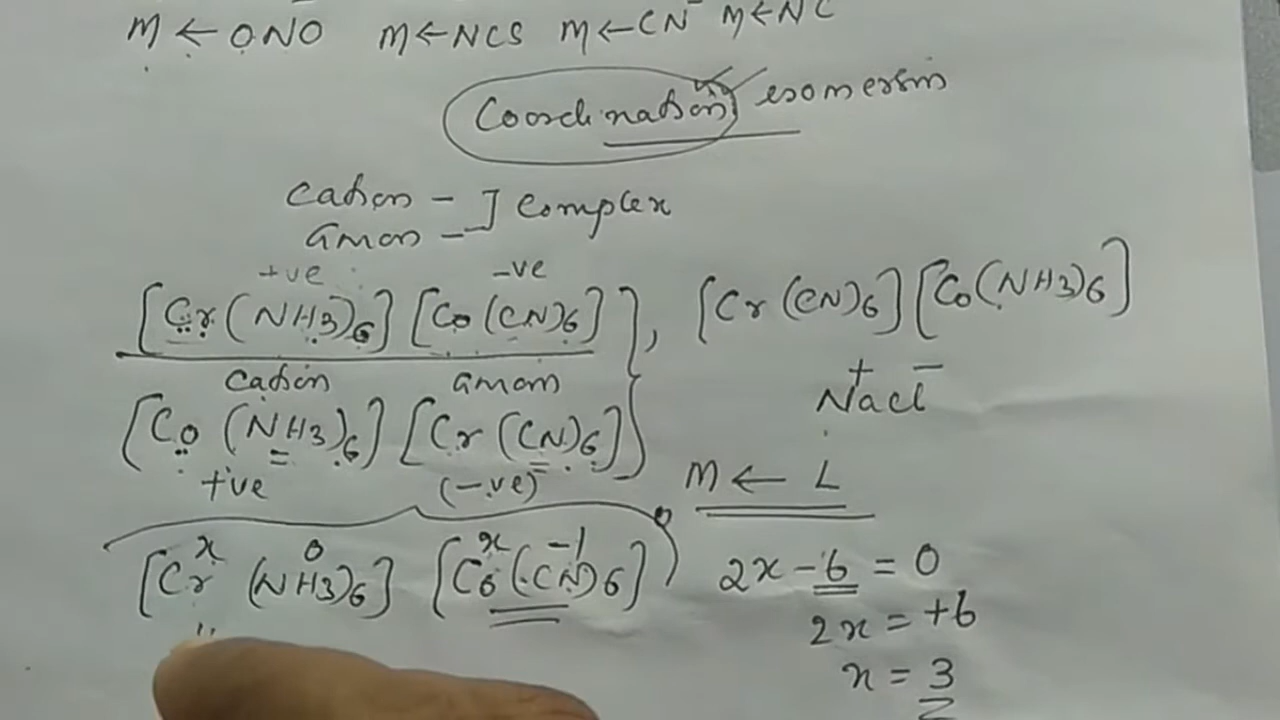 M ← ONO M ← NCS M ← CN⁻ M ← NC
Coordination isomerism
Cation - ] Complex
anion -
+ve -ve
[Cr(NH3)6] [Co(CN)6] } , [Cr(CN)6] [Co(NH3)6]
Cation anion
+ -
NaCl
[Co(NH3)6] [Cr(CN)6]
+ve (-ve)
M ← L
x 0 x -1
[Cr (NH3)6] [Co(CN)6] 2x - 6 = 0
2x = +6
x = 3